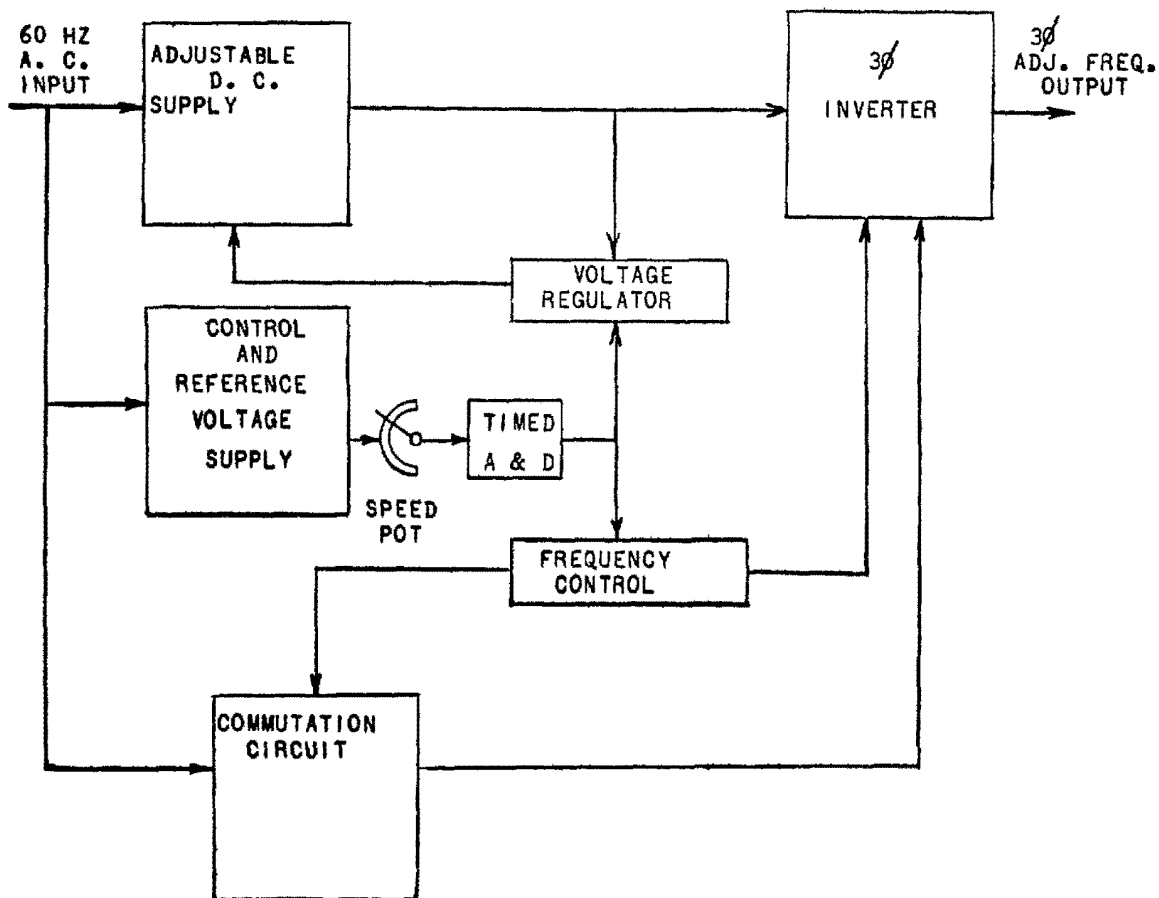 60 HZ
A. C.
INPUT
ADJUSTABLE
D. C.
SUPPLY
3Ø
INVERTER
3Ø
ADJ. FREQ.
OUTPUT
VOLTAGE
REGULATOR
CONTROL
AND
REFERENCE
VOLTAGE
SUPPLY
SPEED
POT
TIMED
A & D
FREQUENCY
CONTROL
COMMUTATION
CIRCUIT